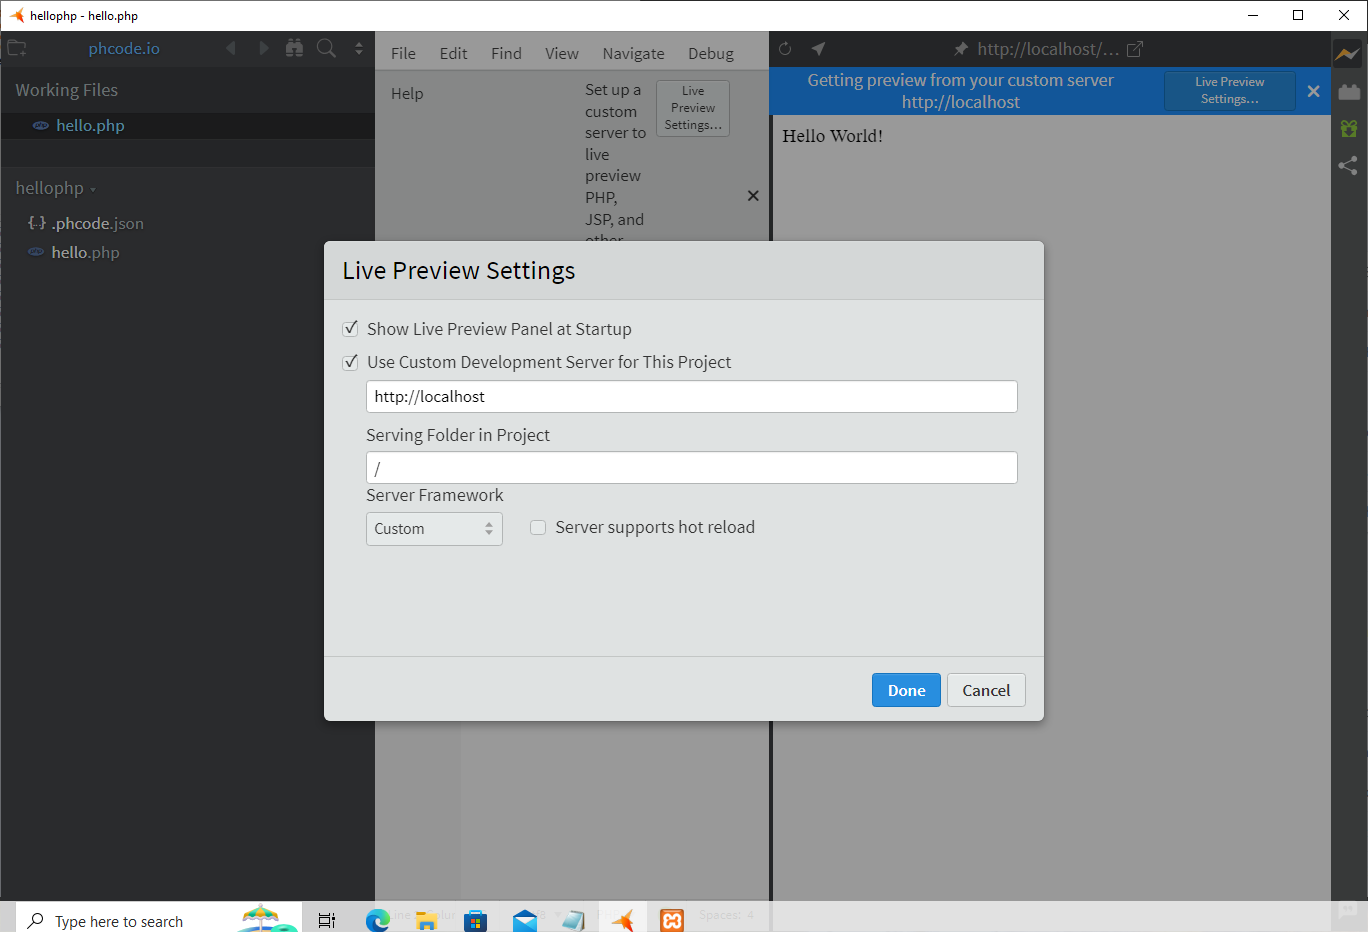 hellophp - hello.php
phcode.io
Working Files
hello.php
hellophp
{..} .phcode.json
hello.php
File Edit Find View Navigate Debug
Help
Set up a
custom
server to
live
preview
PHP,
JSP, and
other
Live
Preview
Settings...
http://localhost/...
Getting preview from your custom server
http://localhost
Live Preview
Settings...
Hello World!
Live Preview Settings
Show Live Preview Panel at Startup
Use Custom Development Server for This Project
http://localhost
Serving Folder in Project
/
Server Framework
Custom
Server supports hot reload
Done
Cancel
Type here to search
Spaces: 4